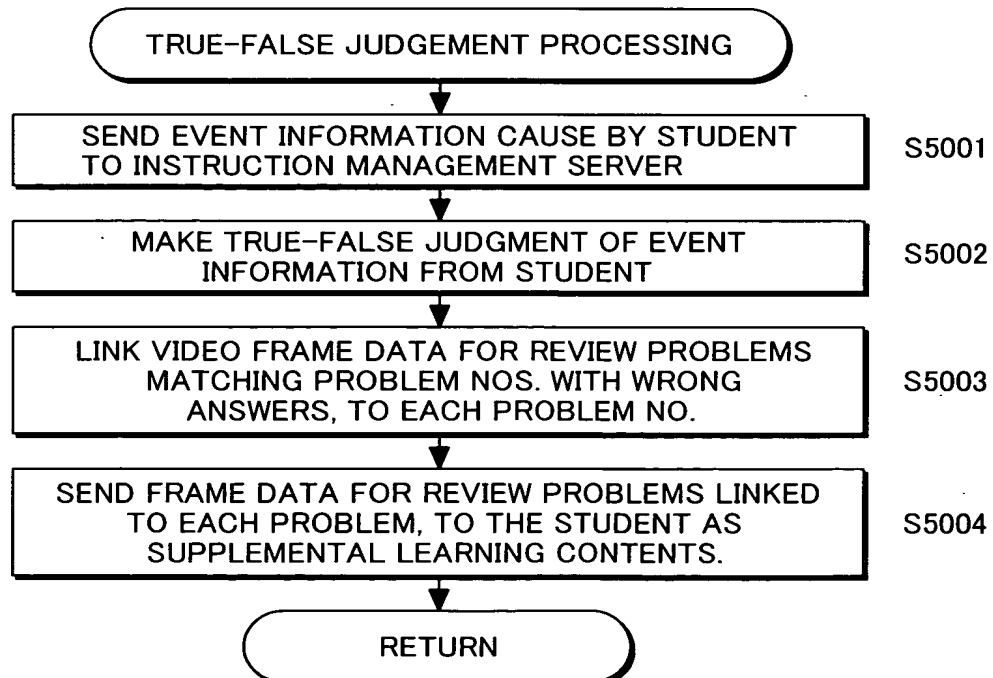 TRUE-FALSE JUDGEMENT PROCESSING
SEND EVENT INFORMATION CAUSE BY STUDENT
TO INSTRUCTION MANAGEMENT SERVER
S5001
MAKE TRUE-FALSE JUDGMENT OF EVENT
INFORMATION FROM STUDENT
S5002
LINK VIDEO FRAME DATA FOR REVIEW PROBLEMS
MATCHING PROBLEM NOS. WITH WRONG
ANSWERS, TO EACH PROBLEM NO.
S5003
SEND FRAME DATA FOR REVIEW PROBLEMS LINKED
TO EACH PROBLEM, TO THE STUDENT AS
SUPPLEMENTAL LEARNING CONTENTS.
S5004
RETURN